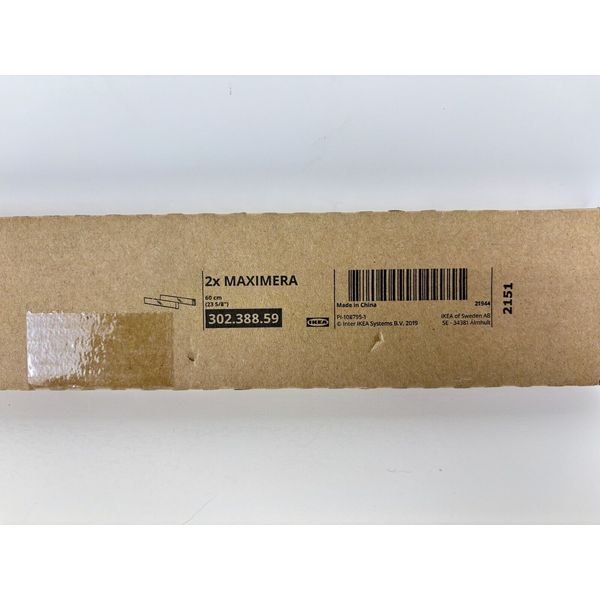 2x MAXIMERA
60 cm
(23 5/8")
302.388.59
IKEA
Made in China
21944
PI-108795-1
© Inter IKEA Systems B.V. 2019
IKEA of Sweden AB
SE - 34381 Älmhult
2151